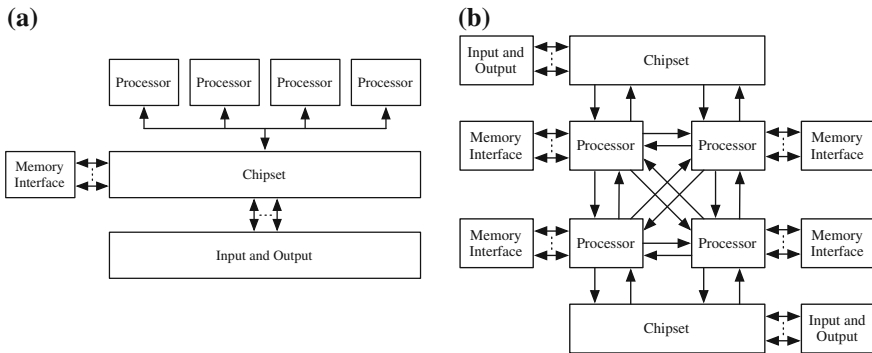 (a)
Processor Processor Processor Processor
Memory
Interface
Chipset
Input and Output
(b)
Input and
Output
Chipset
Memory
Interface
Processor
Processor
Memory
Interface
Memory
Interface
Processor
Processor
Memory
Interface
Chipset
Input and
Output